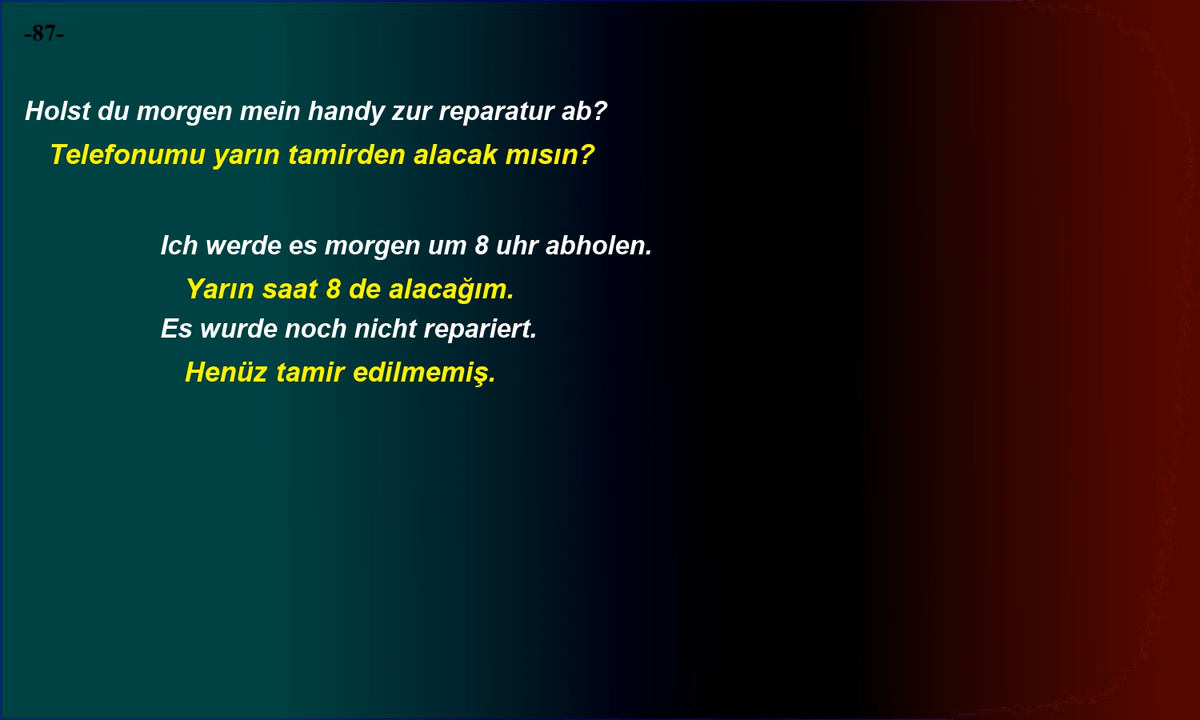 -87-
Holst du morgen mein handy zur reparatur ab?
Telefonumu yarın tamirden alacak mısın?
Ich werde es morgen um 8 uhr abholen.
Yarın saat 8 de alacağım.
Es wurde noch nicht repariert.
Henüz tamir edilmemiş.